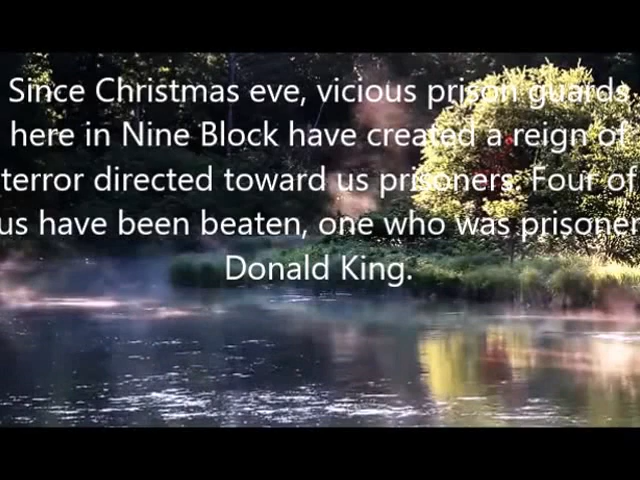 Since Christmas eve, vicious prison guards
here in Nine Block have created a reign of
terror directed toward us prisoners. Four of
us have been beaten, one who was prisoner
Donald King.